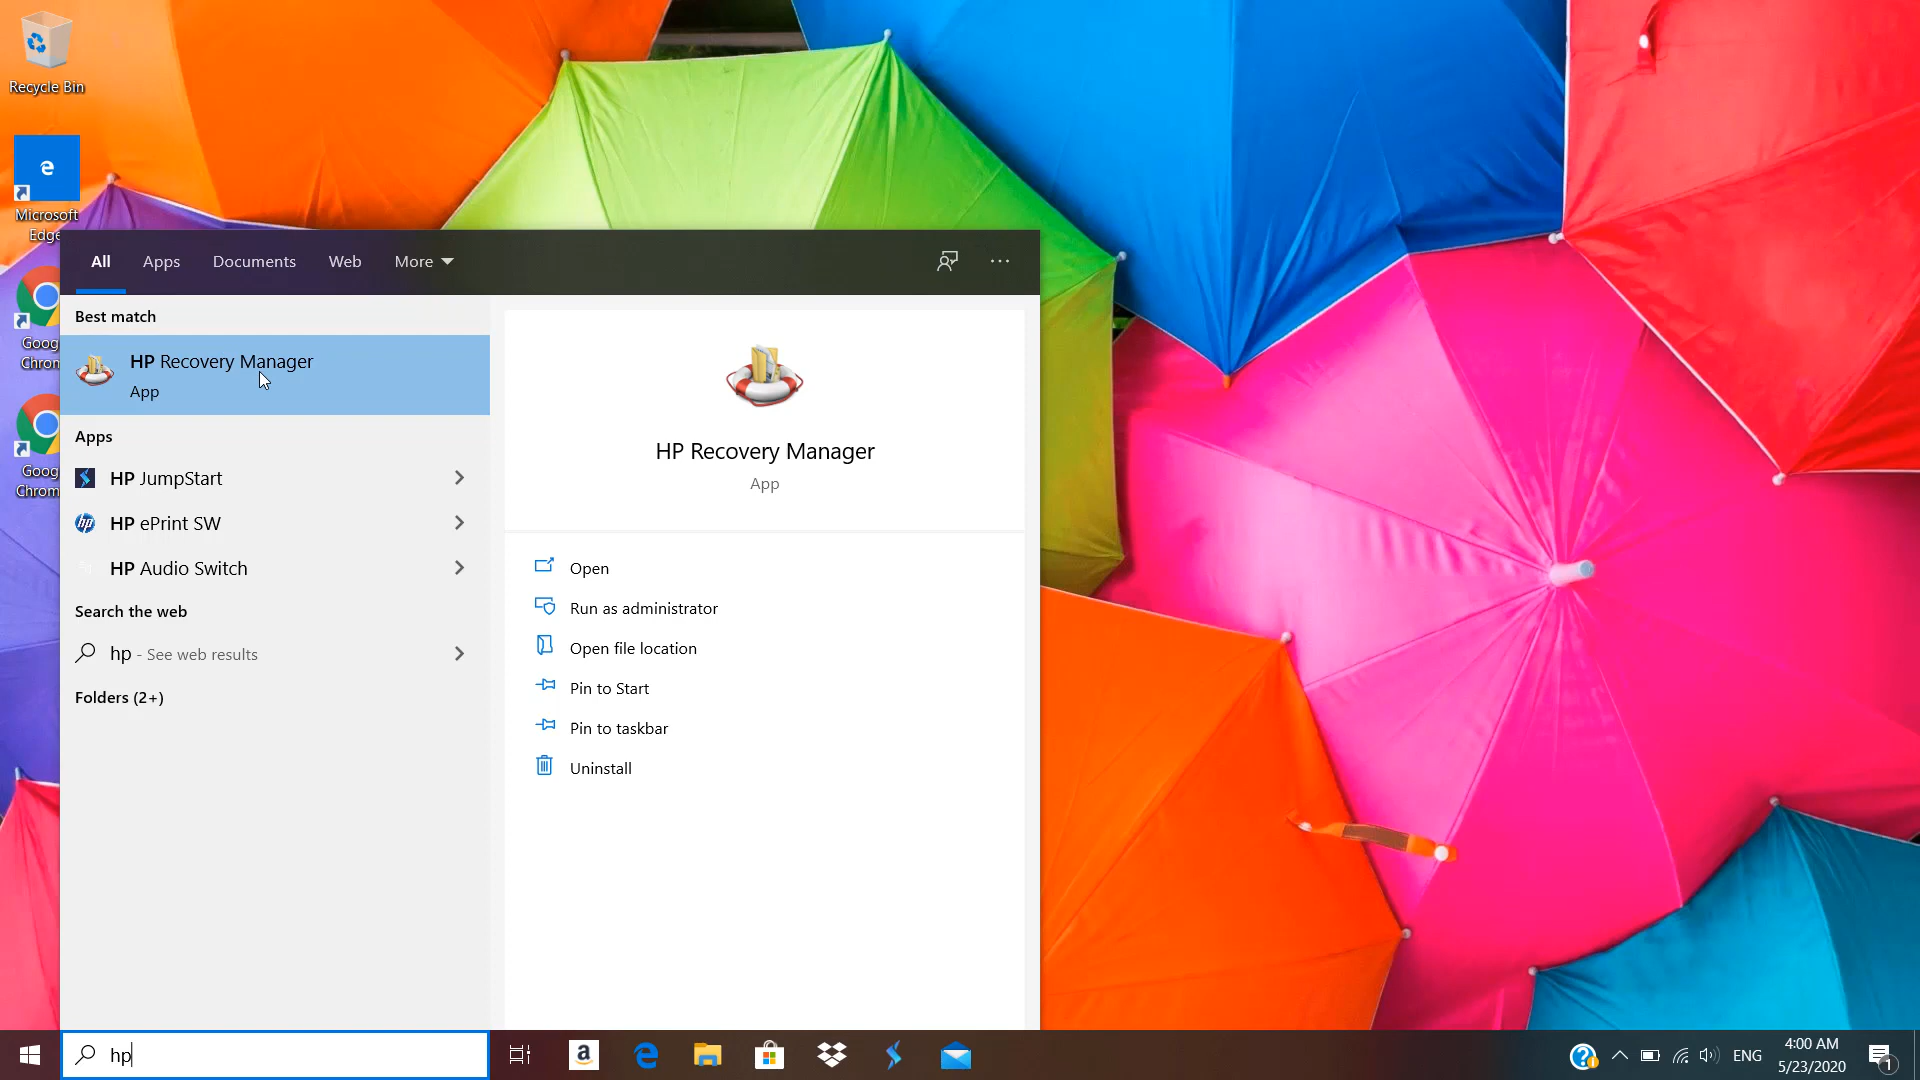 Recycle Bin
Microsoft
Edge
Goog
Chrom
Goog
Chrom
All
Apps
Documents
Web
More
Best match
HP Recovery Manager
App
Apps
HP JumpStart
HP ePrint SW
HP Audio Switch
Search the web
hp - See web results
Folders (2+)
HP Recovery Manager
App
Open
Run as administrator
Open file location
Pin to Start
Pin to taskbar
Uninstall
hp
ENG
4:00 AM
5/23/2020
1